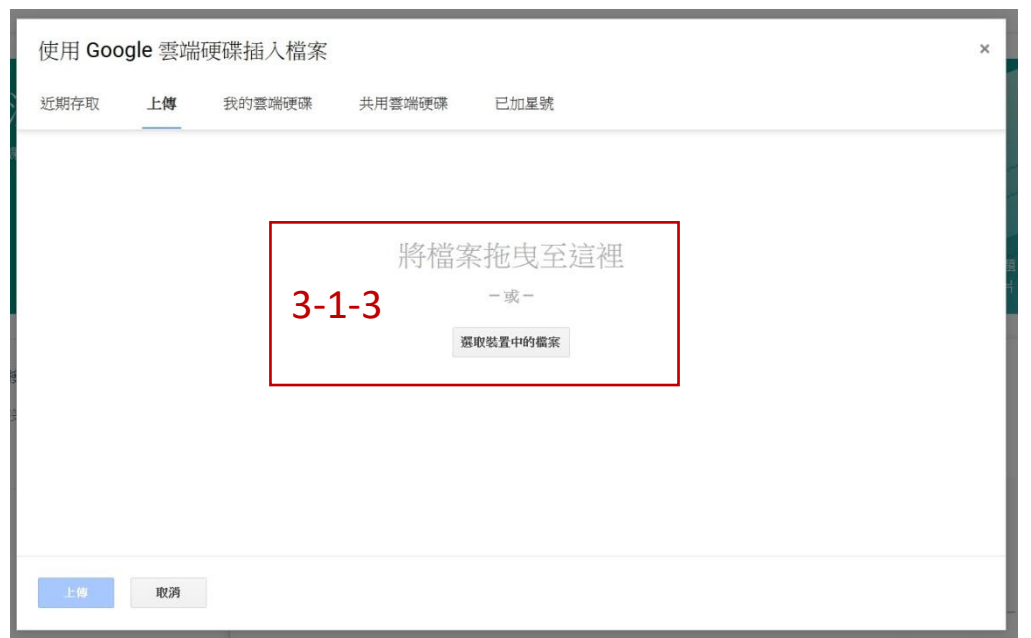 使用 Google 雲端硬碟插入檔案 ×
近期存取 上傳 我的雲端硬碟 共用雲端硬碟 已加星號
將檔案拖曳至這裡
– 或 –
3-1-3
選取裝置中的檔案
上傳 取消